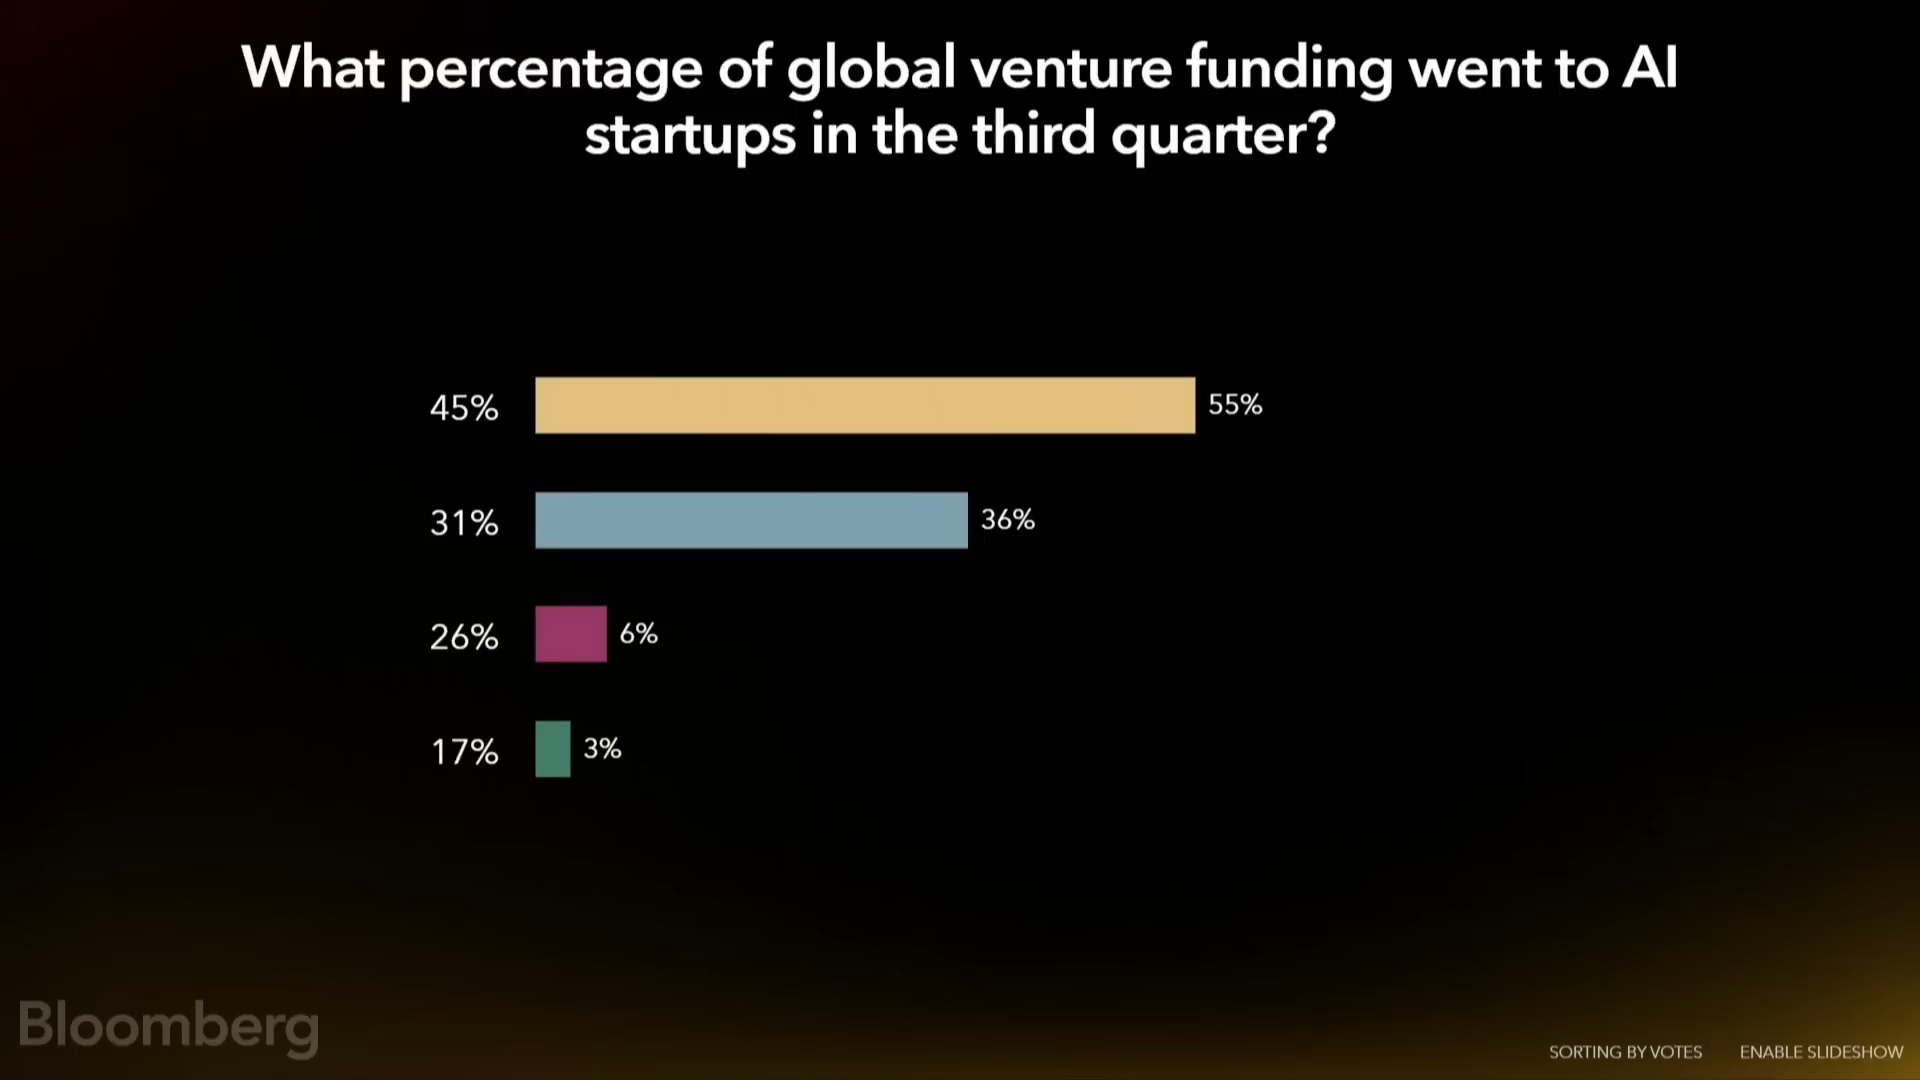 What percentage of global venture funding went to AI
startups in the third quarter?
45% 55%
31% 36%
26% 6%
17% 3%
Bloomberg
SORTING BY VOTES ENABLE SLIDESHOW